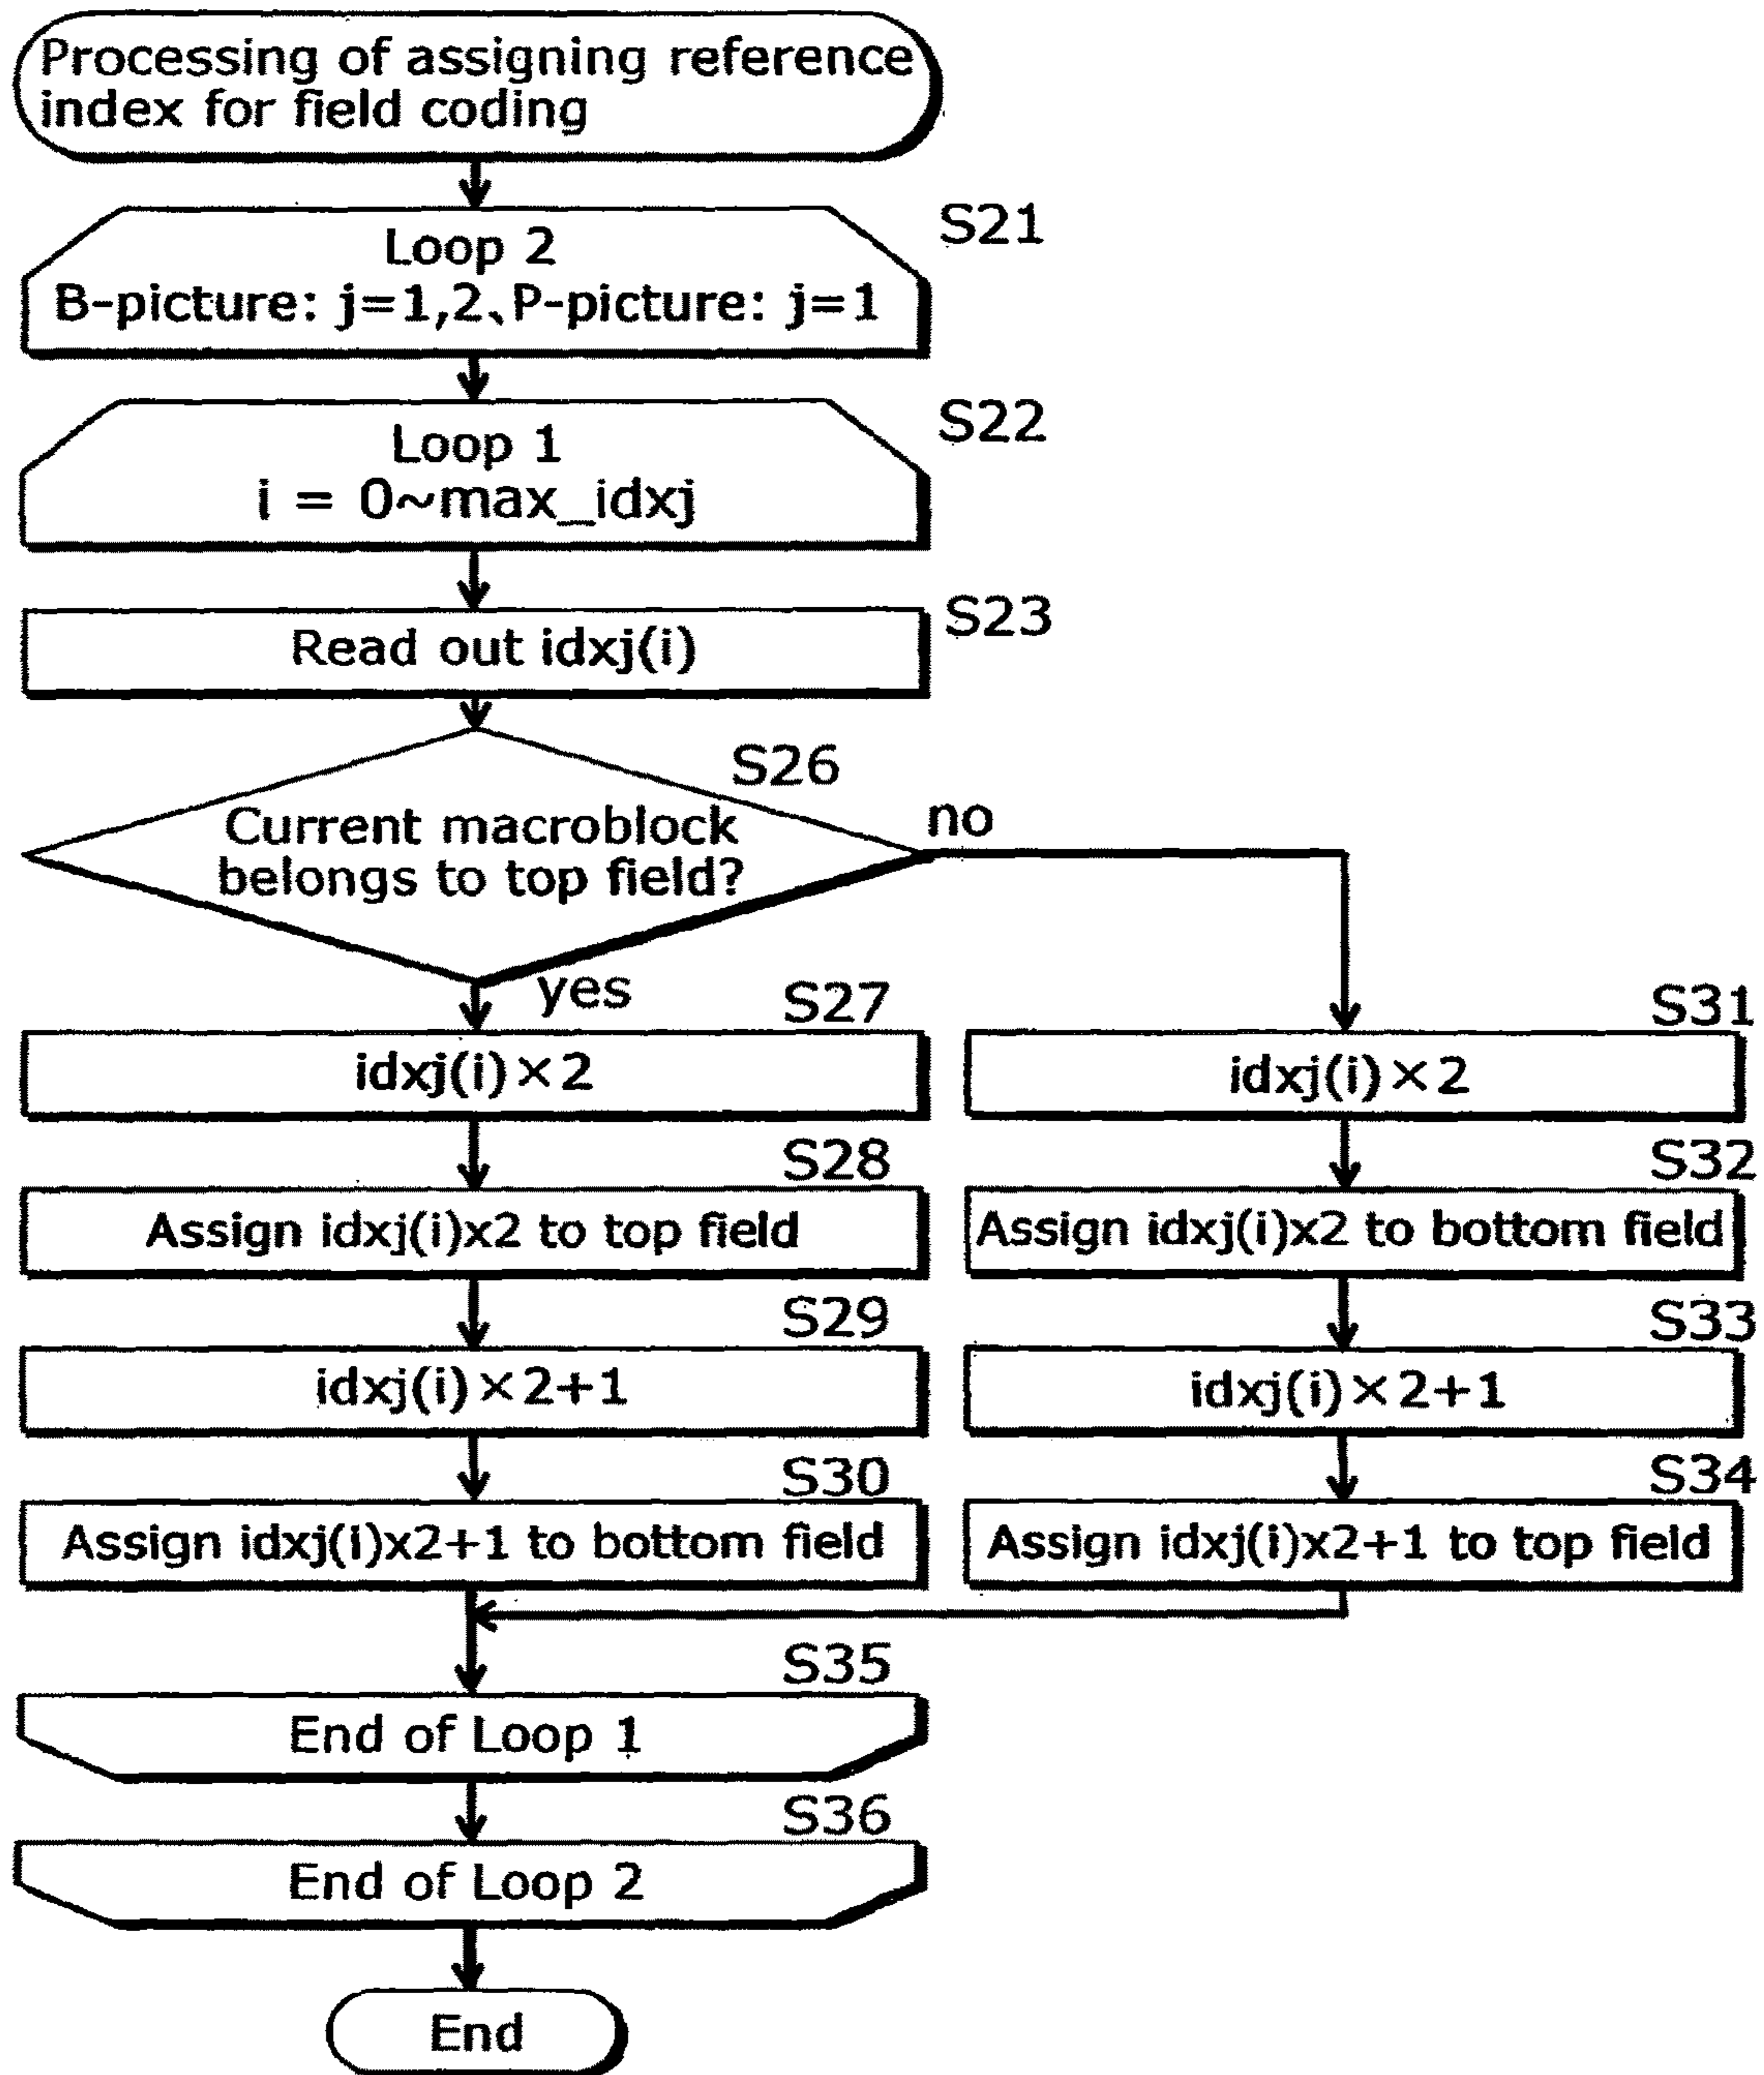 Processing of assigning reference
index for field coding
S21
Loop 2
B-picture: j=1,2、P-picture: j=1
S22
Loop 1
i = 0~max_idxj
S23
Read out idxj(i)
S26
Current macroblock
belongs to top field?
no
yes
S27
idxj(i)×2
S28
Assign idxj(i)x2 to top field
S29
idxj(i)×2+1
S30
Assign idxj(i)x2+1 to bottom field
S31
idxj(i)×2
S32
Assign idxj(i)x2 to bottom field
S33
idxj(i)×2+1
S34
Assign idxj(i)x2+1 to top field
S35
End of Loop 1
S36
End of Loop 2
End